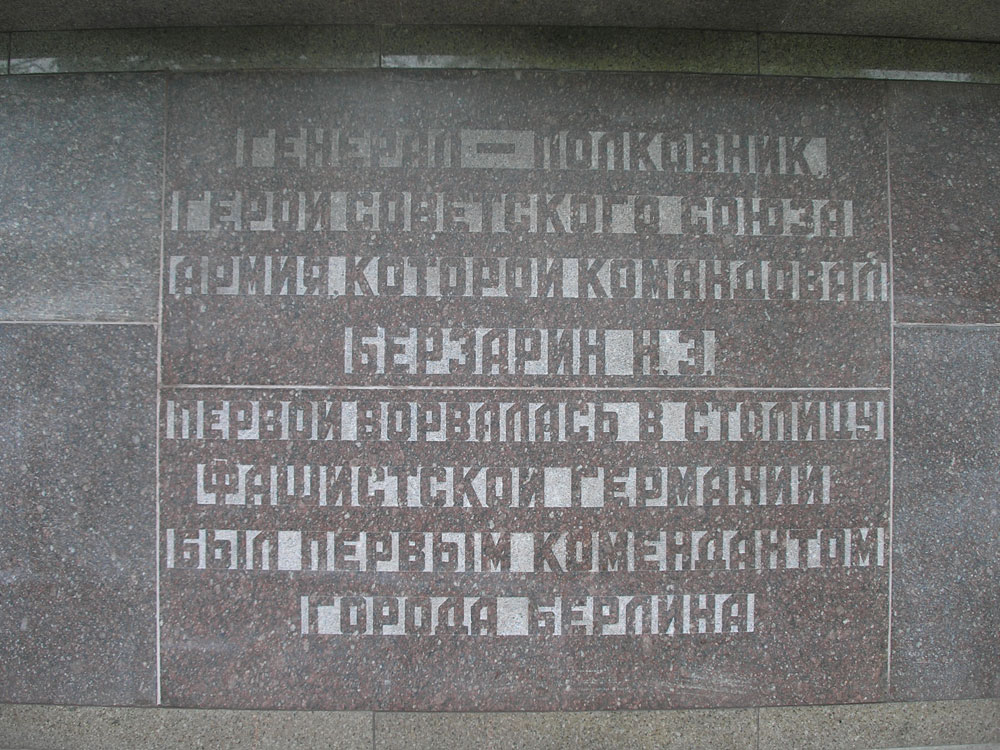 ГЕНЕРАЛ-ПОЛКОВНИК,
ГЕРОЙ СОВЕТСКОГО СОЮЗА
АРМИЯ, КОТОРОЙ КОМАНДОВАЛ
БЕРЗАРИН Н.Э.
ПЕРВОЙ ВОРВАЛАСЬ В СТОЛИЦУ
ФАШИСТСКОЙ ГЕРМАНИИ
БЫЛ ПЕРВЫМ КОМЕНДАНТОМ
ГОРОДА БЕРЛИНА